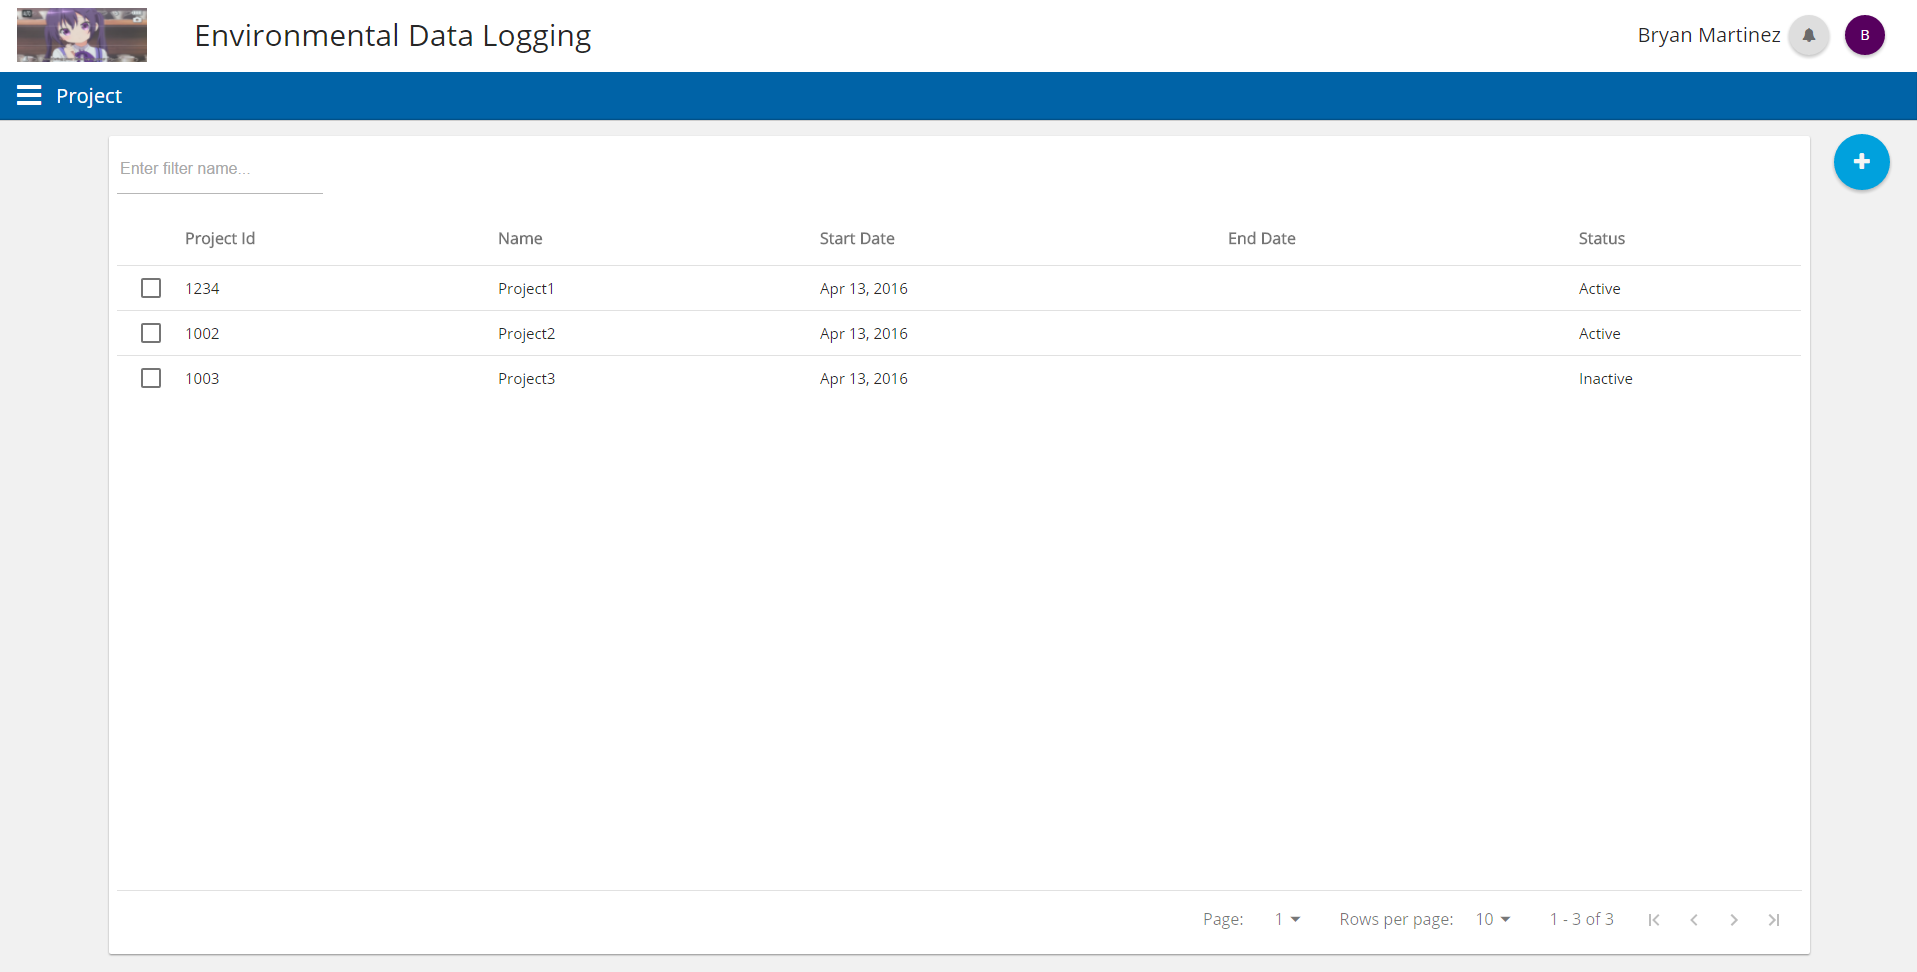 Environmental Data Logging
Bryan Martinez
B
Project
Enter filter name...
Project Id Name Start Date End Date Status
1234 Project1 Apr 13, 2016 Active
1002 Project2 Apr 13, 2016 Active
1003 Project3 Apr 13, 2016 Inactive
Page: 1 Rows per page: 10 1 - 3 of 3